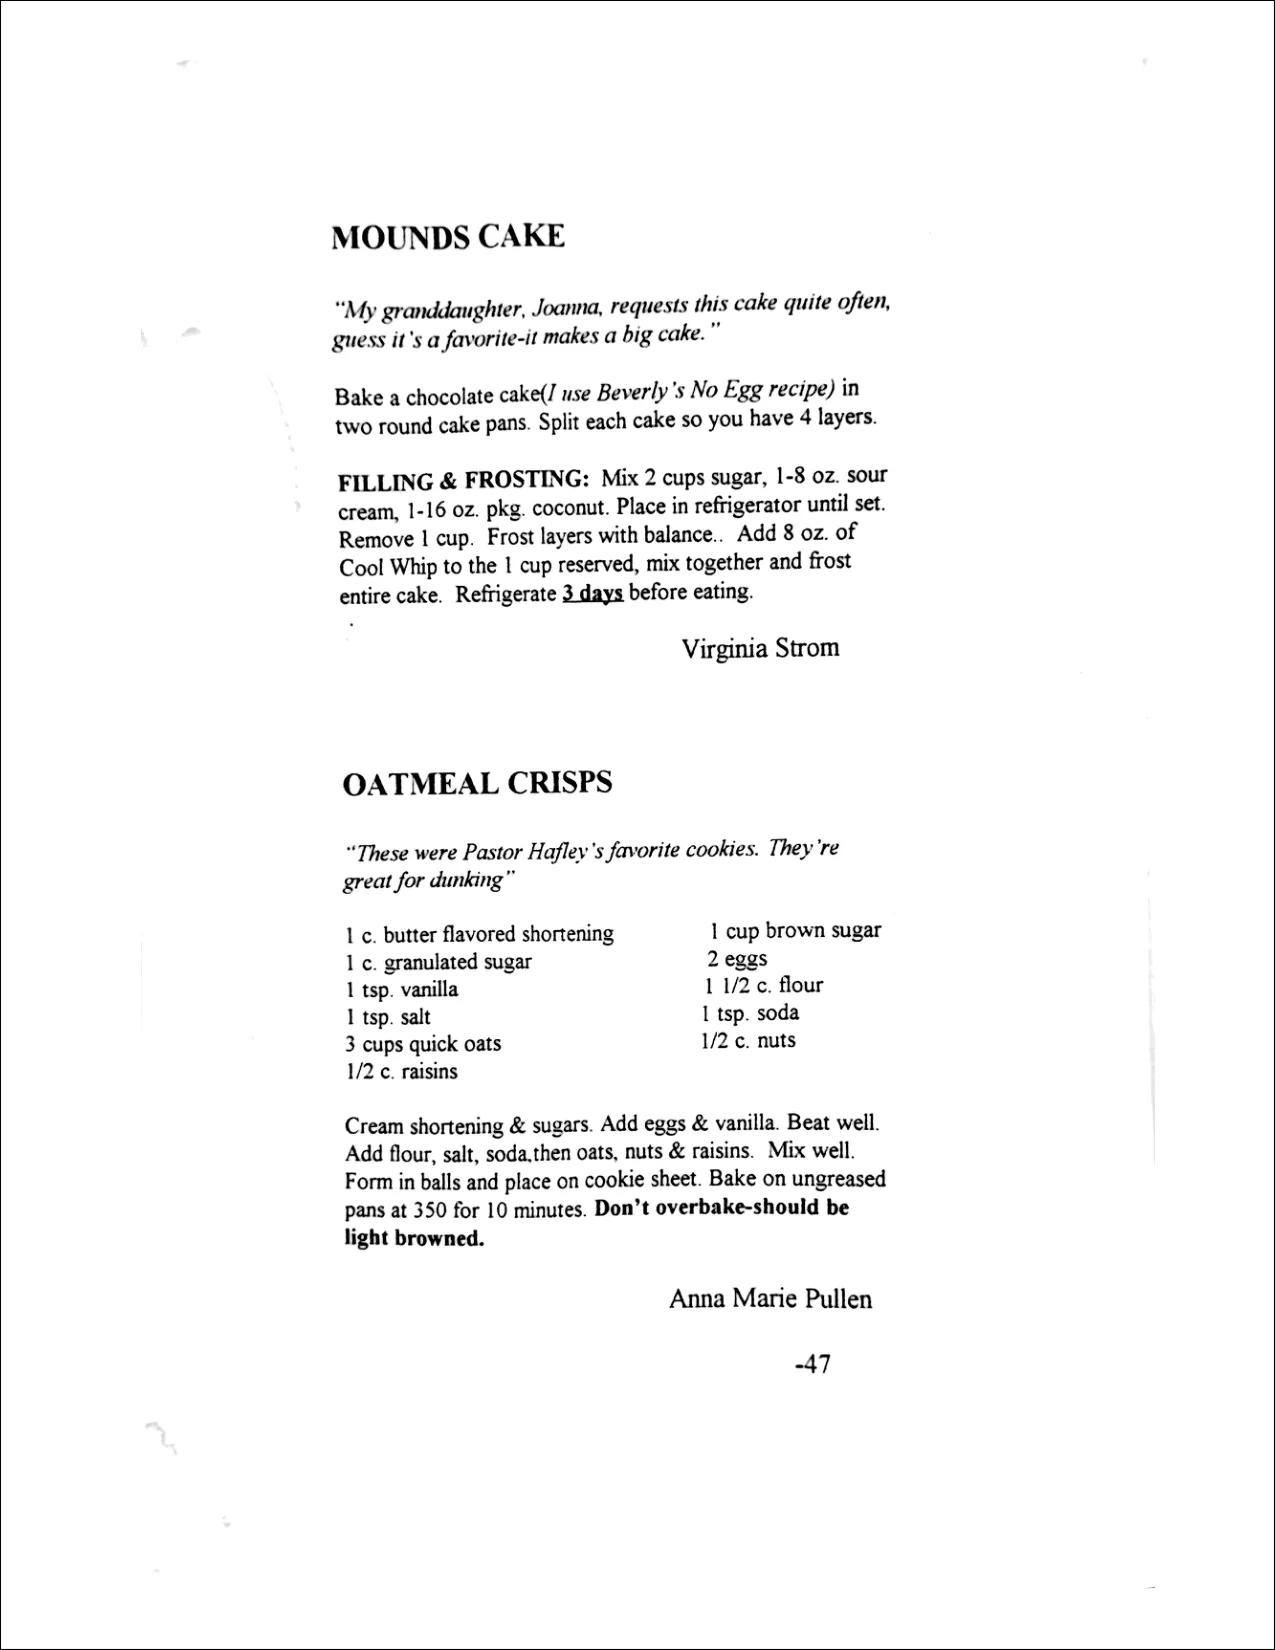 MOUNDS CAKE
"My granddaughter, Joanna, requests this cake quite often,
guess it's a favorite-it makes a big cake."
Bake a chocolate cake(I use Beverly's No Egg recipe) in
two round cake pans. Split each cake so you have 4 layers.
FILLING & FROSTING: Mix 2 cups sugar, 1-8 oz. sour
cream, 1-16 oz. pkg. coconut. Place in refrigerator until set.
Remove 1 cup. Frost layers with balance.. Add 8 oz. of
Cool Whip to the 1 cup reserved, mix together and frost
entire cake. Refrigerate 3 days before eating.
Virginia Strom
OATMEAL CRISPS
"These were Pastor Hafley's favorite cookies. They're
great for dunking"
1 c. butter flavored shortening 1 cup brown sugar
1 c. granulated sugar 2 eggs
1 tsp. vanilla 1 1/2 c. flour
1 tsp. salt 1 tsp. soda
3 cups quick oats 1/2 c. nuts
1/2 c. raisins
Cream shortening & sugars. Add eggs & vanilla. Beat well.
Add flour, salt, soda,then oats, nuts & raisins. Mix well.
Form in balls and place on cookie sheet. Bake on ungreased
pans at 350 for 10 minutes. Don't overbake-should be
light browned.
Anna Marie Pullen
-47